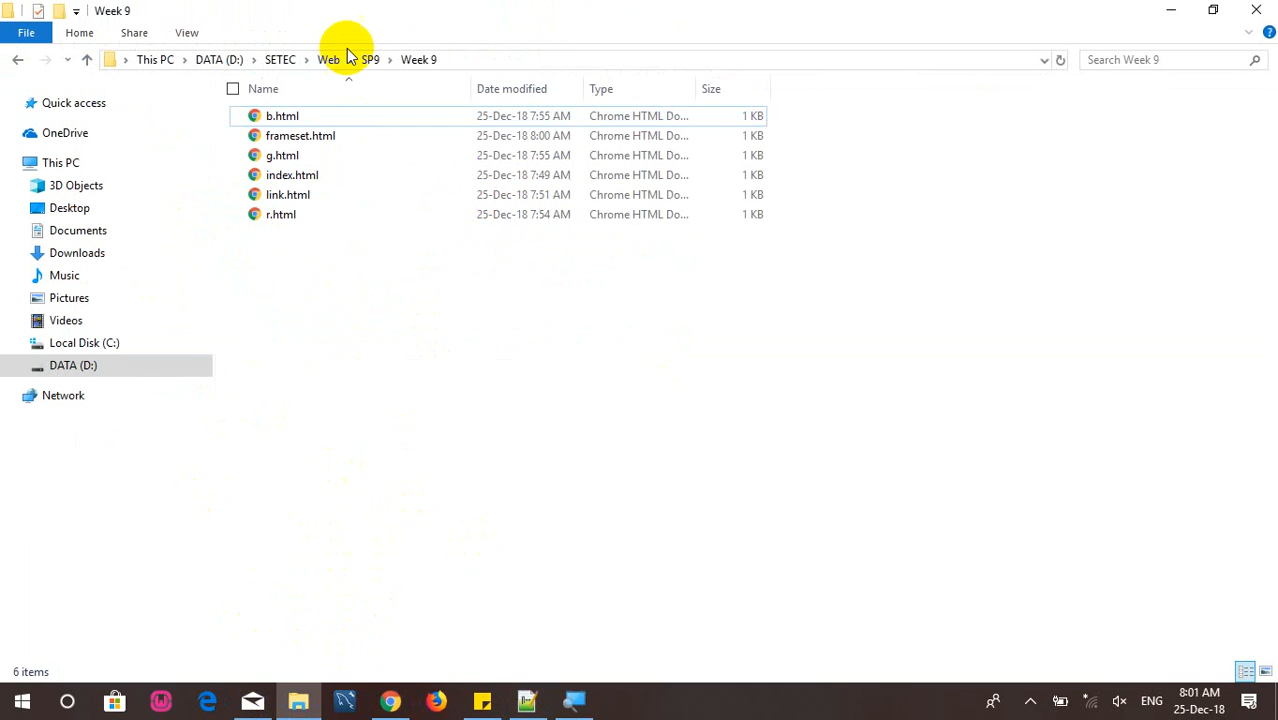 Week 9
File Home Share View
This PC DATA (D:) SETEC Web SP9 Week 9 Search Week 9
Name Date modified Type Size
Quick access
OneDrive
This PC
3D Objects
Desktop
Documents
Downloads
Music
Pictures
Videos
Local Disk (C:)
DATA (D:)
Network
b.html 25-Dec-18 7:55 AM Chrome HTML Do... 1 KB
frameset.html 25-Dec-18 8:00 AM Chrome HTML Do... 1 KB
g.html 25-Dec-18 7:55 AM Chrome HTML Do... 1 KB
index.html 25-Dec-18 7:49 AM Chrome HTML Do... 1 KB
link.html 25-Dec-18 7:51 AM Chrome HTML Do... 1 KB
r.html 25-Dec-18 7:54 AM Chrome HTML Do... 1 KB
6 items
ENG
8:01 AM
25-Dec-18